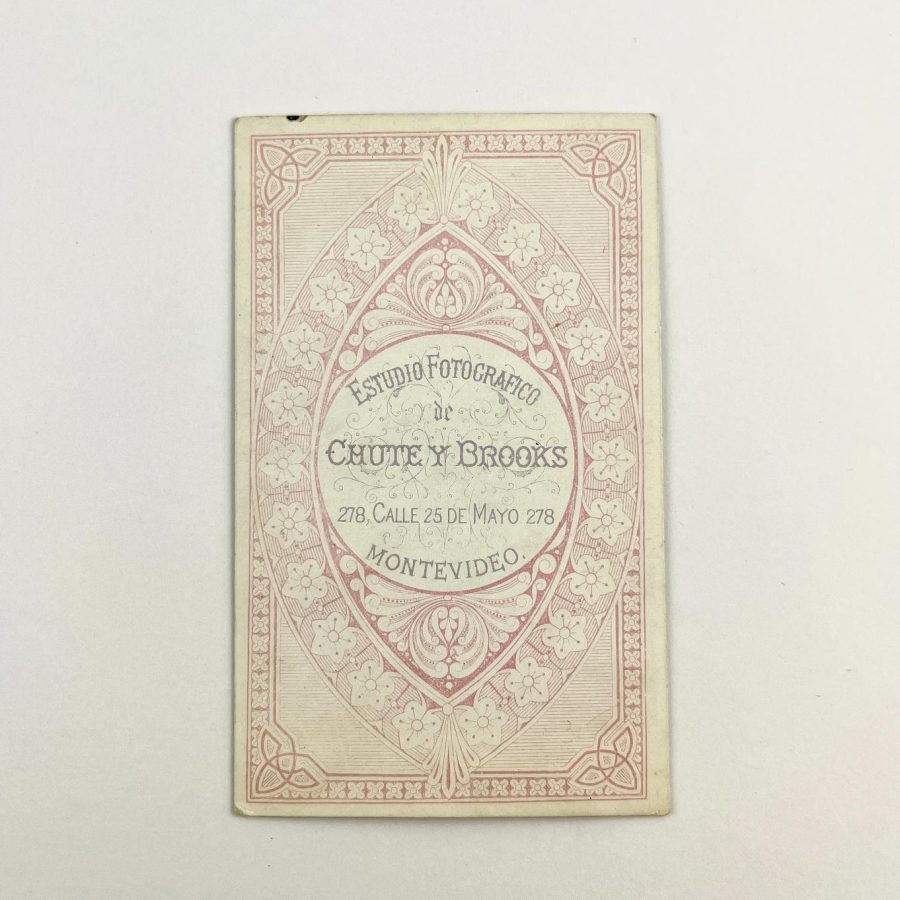 ESTUDIO FOTOGRAFICO
de
CHUTE Y BROOKS
278, CALLE 25 DE MAYO 278
MONTEVIDEO.